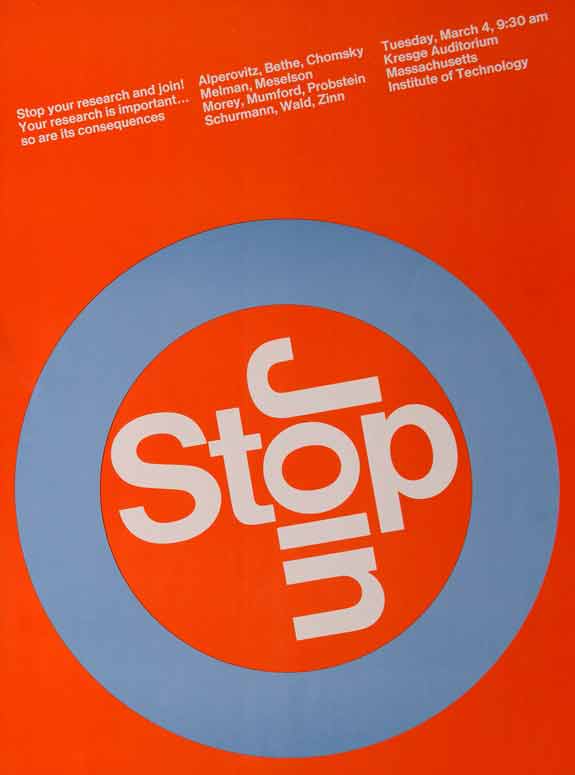 Stop your research and join!
Your research is important...
so are its consequences
Alperovitz, Bethe, Chomsky
Melman, Meselson
Morey, Mumford, Probstein
Schurmann, Wald, Zinn
Tuesday, March 4, 9:30 am
Kresge Auditorium
Massachusetts
Institute of Technology
Stop
Join